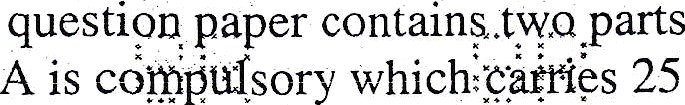 question paper contains two parts
A is compulsory which carries 25